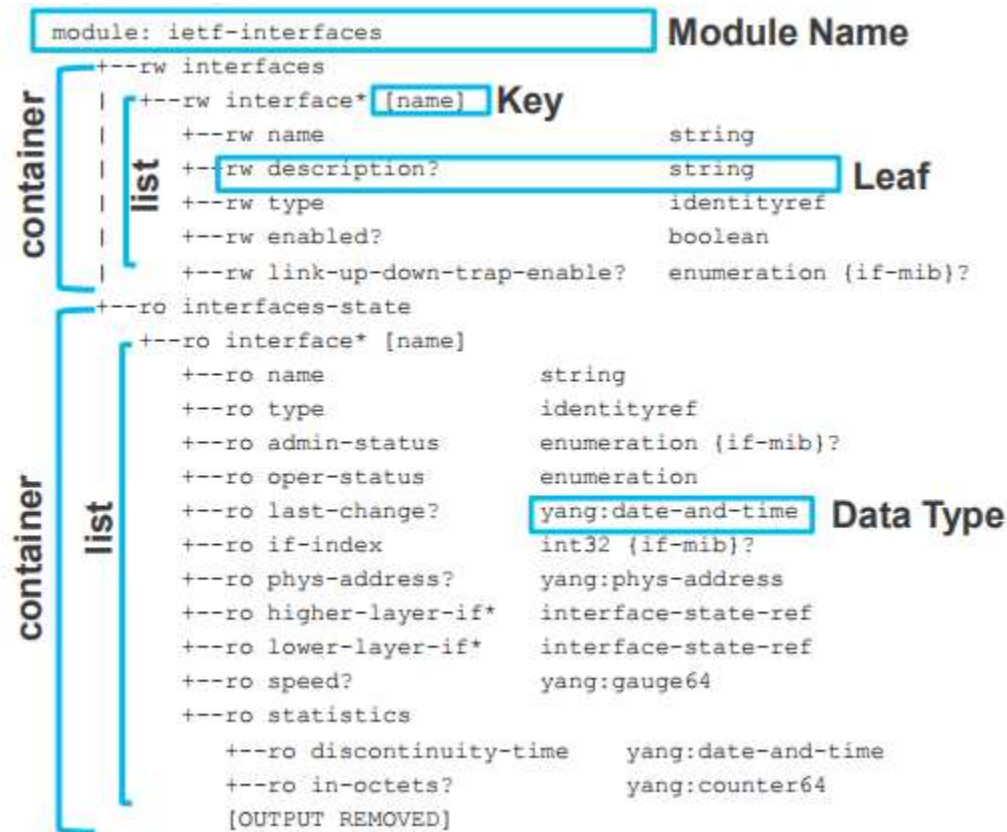 module: ietf-interfaces Module Name
+--rw interfaces
| +--rw interface* [name] Key
| +--rw name string
| +--rw description? string Leaf
| +--rw type identityref
| +--rw enabled? boolean
| +--rw link-up-down-trap-enable? enumeration {if-mib}?
container
list
+--ro interfaces-state
+--ro interface* [name]
+--ro name string
+--ro type identityref
+--ro admin-status enumeration {if-mib}?
+--ro oper-status enumeration
+--ro last-change? yang:date-and-time Data Type
+--ro if-index int32 {if-mib}?
+--ro phys-address? yang:phys-address
+--ro higher-layer-if* interface-state-ref
+--ro lower-layer-if* interface-state-ref
+--ro speed? yang:gauge64
+--ro statistics
+--ro discontinuity-time yang:date-and-time
+--ro in-octets? yang:counter64
[OUTPUT REMOVED]
container
list